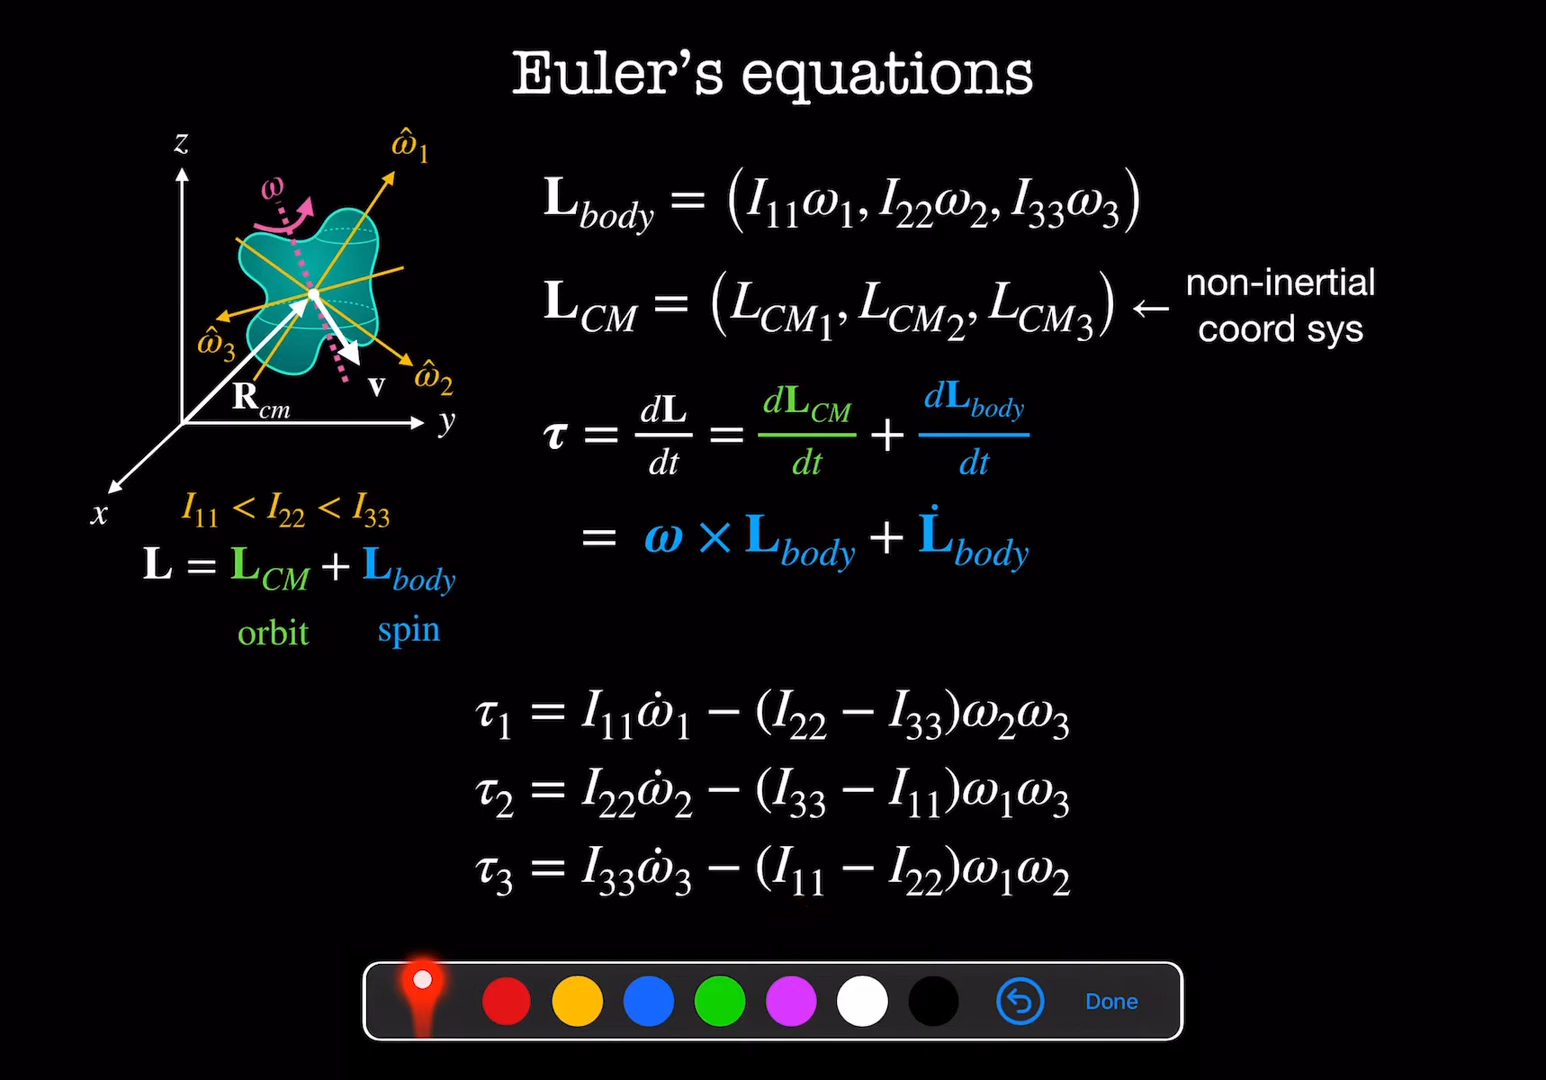 Euler's equations
z
ω̂₁
ω
ω̂₃
ω̂₂
R_cm
v
y
x
I₁₁ < I₂₂ < I₃₃
L = L_CM + L_body
orbit spin
L_body = (I₁₁ω₁, I₂₂ω₂, I₃₃ω₃)
L_CM = (L_CM₁, L_CM₂, L_CM₃) ← non-inertial
coord sys
τ = dL/dt = dL_CM/dt + dL_body/dt
= ω × L_body + L̇_body
τ₁ = I₁₁ω̇₁ − (I₂₂ − I₃₃)ω₂ω₃
τ₂ = I₂₂ω̇₂ − (I₃₃ − I₁₁)ω₁ω₃
τ₃ = I₃₃ω̇₃ − (I₁₁ − I₂₂)ω₁ω₂
Done